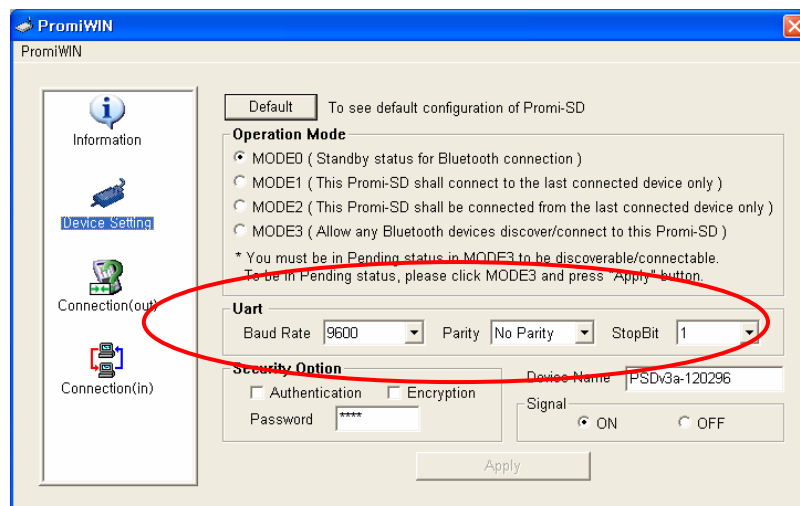 PromiWIN
PromiWIN
Information
Device Setting
Connection(out)
Connection(in)
Default To see default configuration of Promi-SD
Operation Mode
MODE0 ( Standby status for Bluetooth connection )
MODE1 ( This Promi-SD shall connect to the last connected device only )
MODE2 ( This Promi-SD shall be connected from the last connected device only )
MODE3 ( Allow any Bluetooth devices discover/connect to this Promi-SD )
* You must be in Pending status in MODE3 to be discoverable/connectable.
To be in Pending status, please click MODE3 and press "Apply" button.
Uart
Baud Rate 9600 Parity No Parity StopBit 1
Security Option
Authentication Encryption
Password ****
Device Name PSDv3a-120296
Signal
ON OFF
Apply